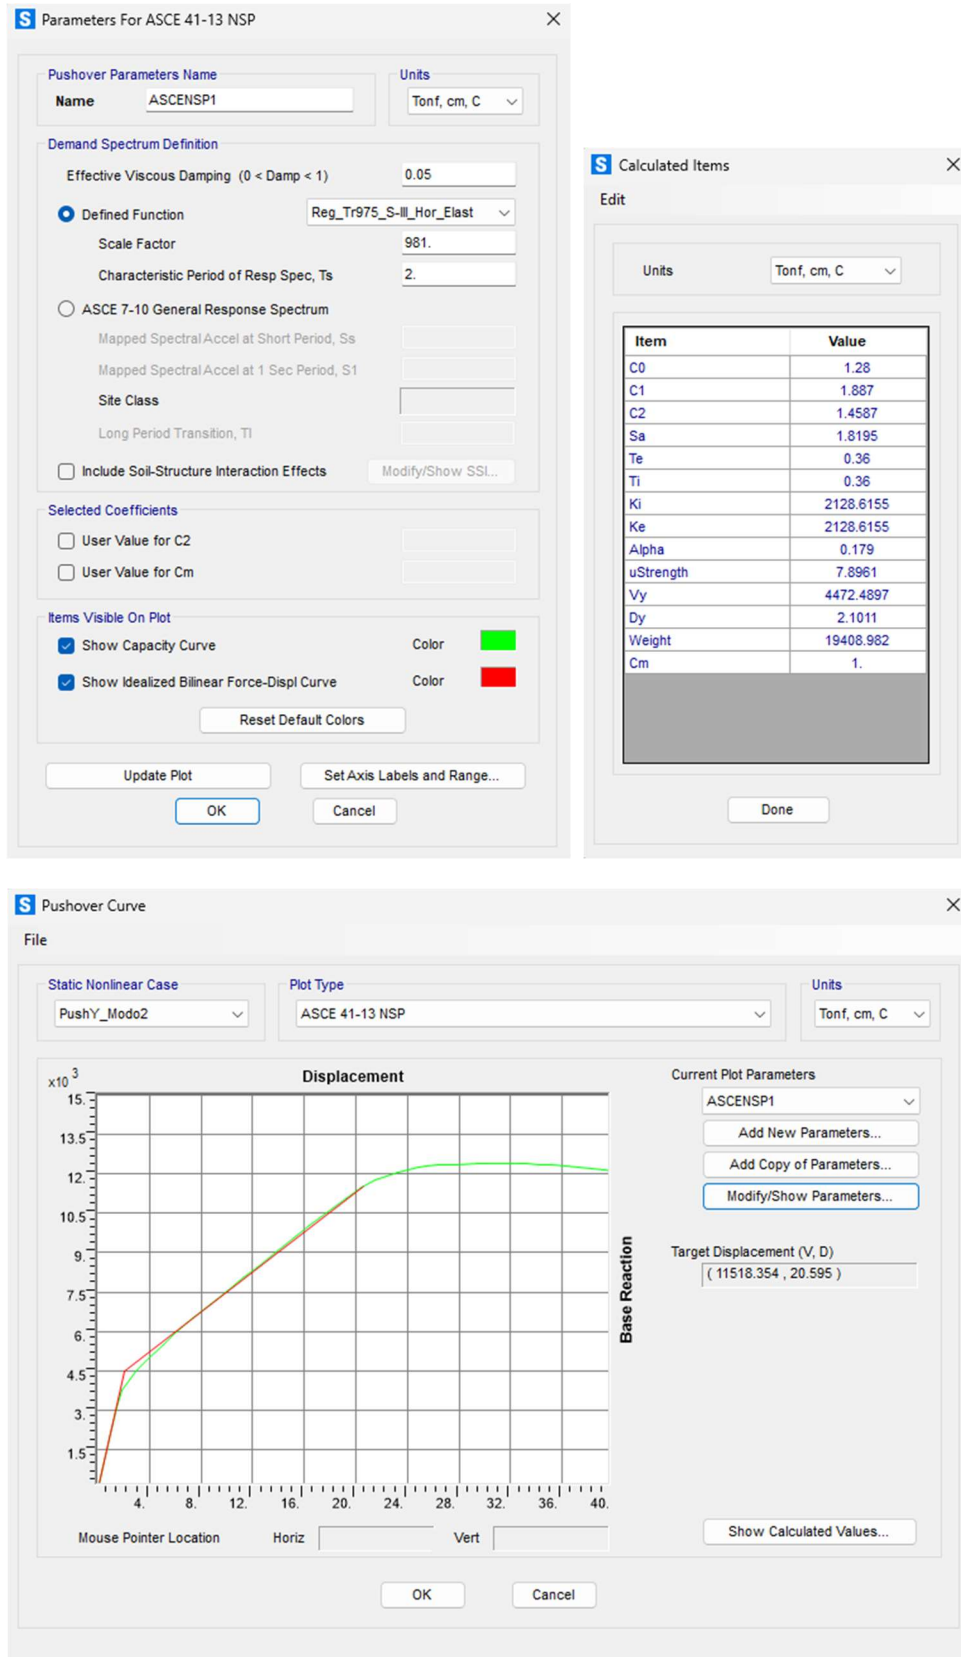 S Parameters For ASCE 41-13 NSP
Pushover Parameters Name
Name ASCENSP1
Units
Tonf, cm, C
Demand Spectrum Definition
Effective Viscous Damping (0 < Damp < 1) 0.05
Defined Function Reg_Tr975_S-III_Hor_Elast
Scale Factor 981.
Characteristic Period of Resp Spec, Ts 2.
ASCE 7-10 General Response Spectrum
Mapped Spectral Accel at Short Period, Ss
Mapped Spectral Accel at 1 Sec Period, S1
Site Class
Long Period Transition, Tl
Include Soil-Structure Interaction Effects Modify/Show SSI...
Selected Coefficients
User Value for C2
User Value for Cm
Items Visible On Plot
Show Capacity Curve Color
Show Idealized Bilinear Force-Displ Curve Color
Reset Default Colors
Update Plot Set Axis Labels and Range...
OK Cancel
S Calculated Items
Edit
Units Tonf, cm, C
Item Value
C0 1.28
C1 1.887
C2 1.4587
Sa 1.8195
Te 0.36
Ti 0.36
Ki 2128.6155
Ke 2128.6155
Alpha 0.179
uStrength 7.8961
Vy 4472.4897
Dy 2.1011
Weight 19408.982
Cm 1.
Done
S Pushover Curve
File
Static Nonlinear Case
PushY_Modo2
Plot Type
ASCE 41-13 NSP
Units
Tonf, cm, C
x10 3
Displacement
15.
13.5
12.
10.5
9.
7.5
6.
4.5
3.
1.5
4. 8. 12. 16. 20. 24. 28. 32. 36. 40.
Base Reaction
Mouse Pointer Location Horiz Vert
Current Plot Parameters
ASCENSP1
Add New Parameters...
Add Copy of Parameters...
Modify/Show Parameters...
Target Displacement (V, D)
( 11518.354 , 20.595 )
Show Calculated Values...
OK Cancel